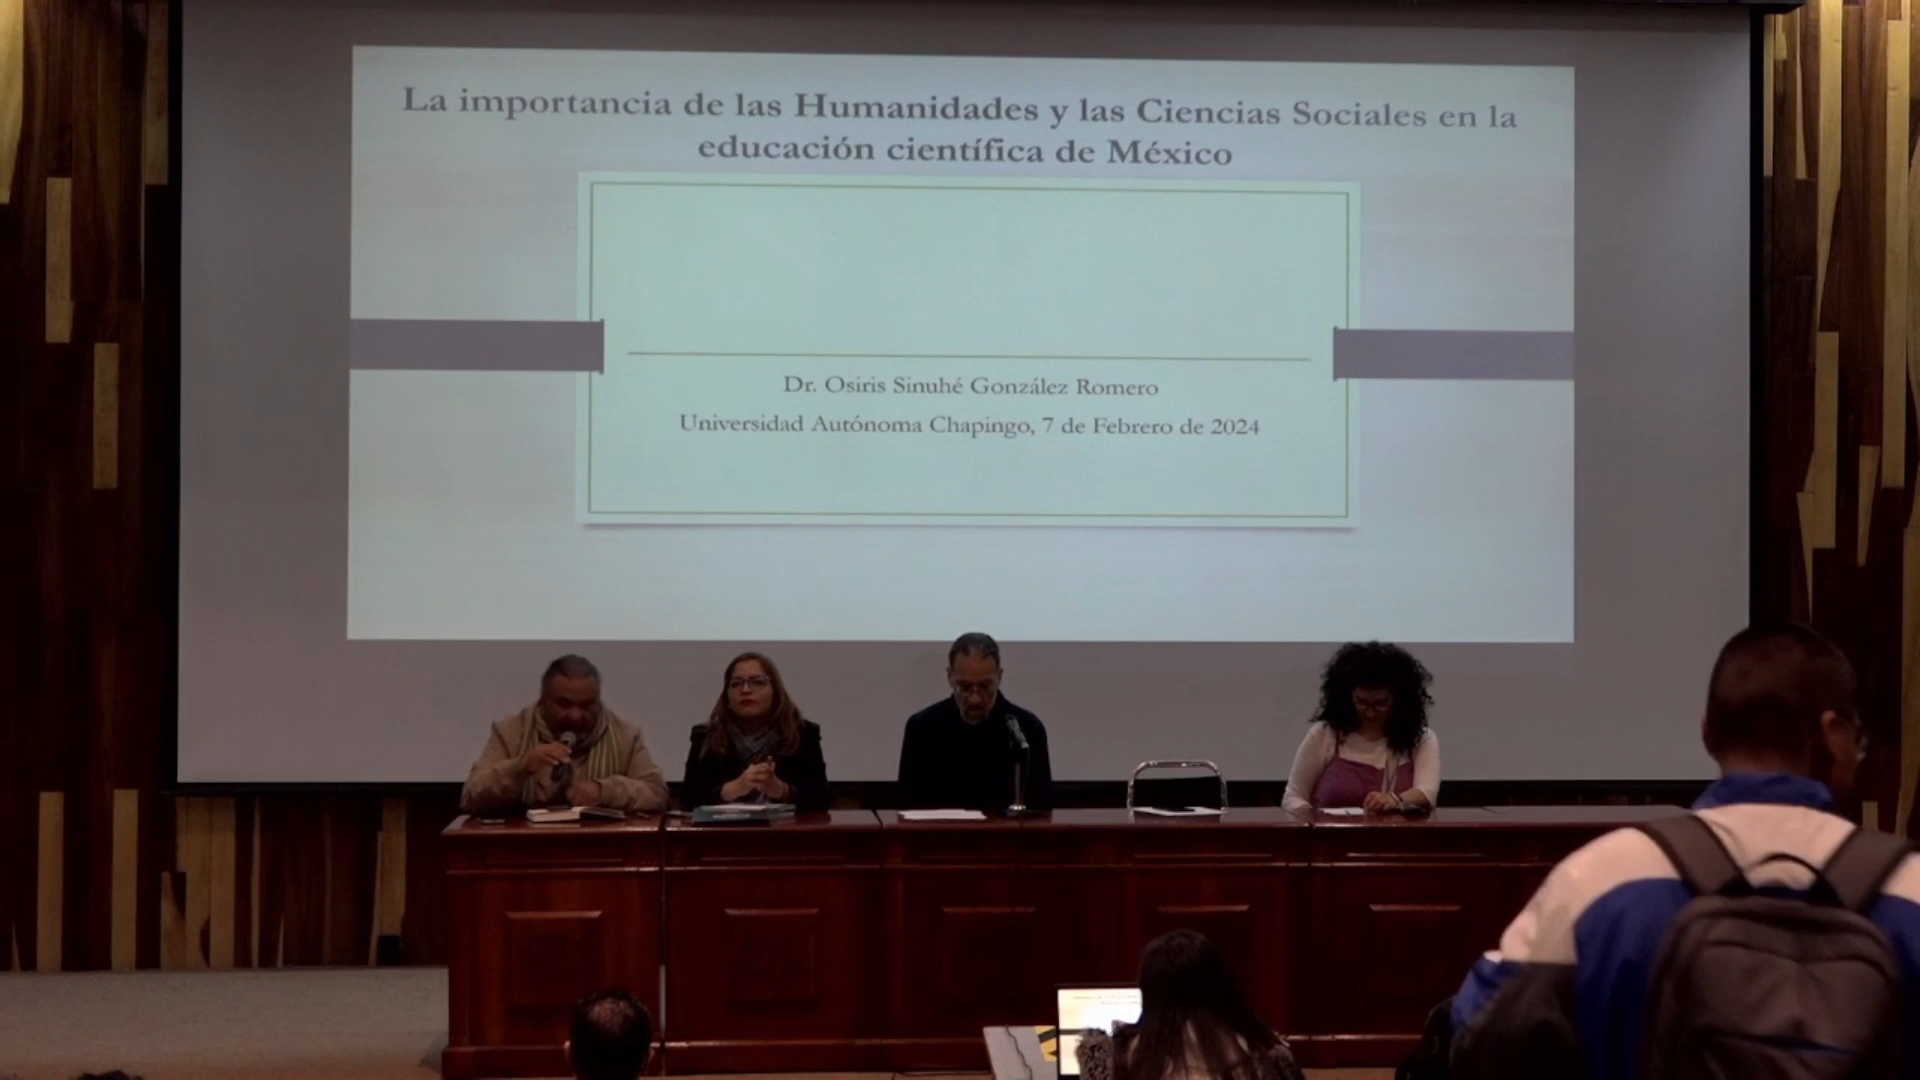 La importancia de las Humanidades y las Ciencias Sociales en la
educación científica de México
Dr. Osiris Sinuhé González Romero
Universidad Autónoma Chapingo, 7 de Febrero de 2024